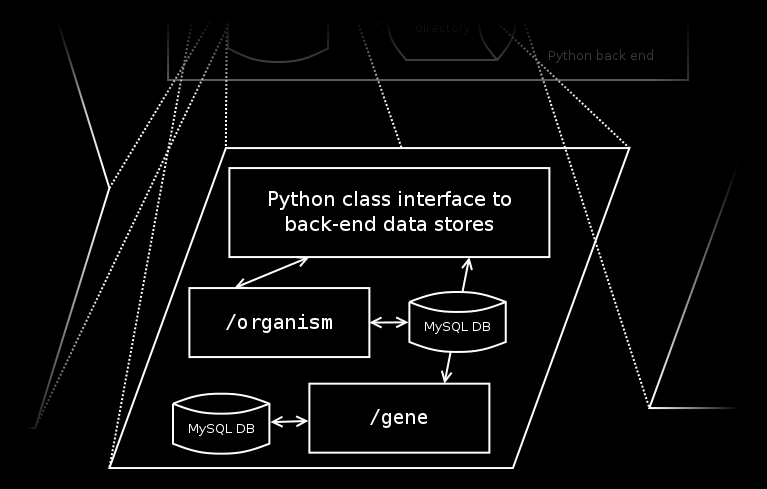 directory
Python back end
Python class interface to
back-end data stores
/organism
MySQL DB
/gene
MySQL DB